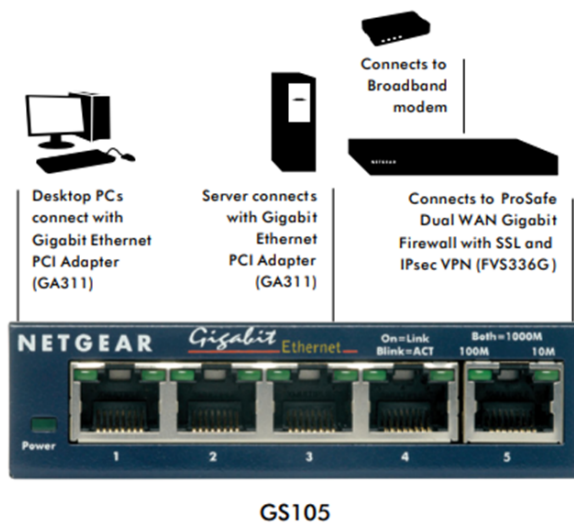 Connects to
Broadband
modem
NETGEAR
Desktop PCs
connect with
Gigabit Ethernet
PCI Adapter
(GA311)
Server connects
with Gigabit
Ethernet
PCI Adapter
(GA311)
Connects to ProSafe
Dual WAN Gigabit
Firewall with SSL and
IPsec VPN (FVS336G)
NETGEAR
Gigabit
Ethernet
On=Link
Blink=ACT
Both=1000M
100M 10M
Power
1 2 3 4 5
GS105